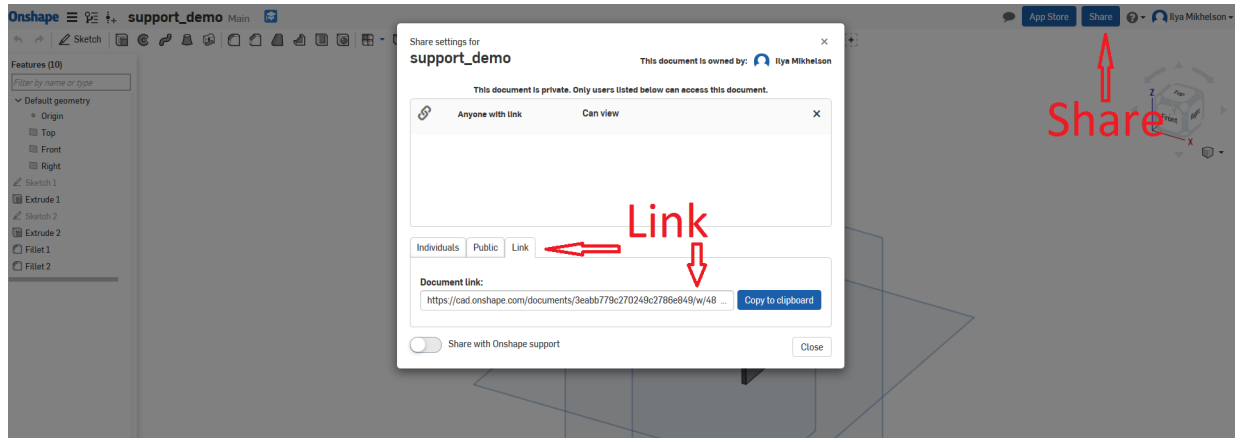 Onshape support_demo Main App Store Share Ilya Mikhelson
Sketch
Share settings for
support_demo
This document is owned by: Ilya Mikhelson
This document is private. Only users listed below can access this document.
Anyone with link Can view
Features (10)
Filter by name or type
Default geometry
Origin
Top
Front
Right
Sketch 1
Extrude 1
Sketch 2
Extrude 2
Fillet 1
Fillet 2
Link
Individuals Public Link
Document link:
https://cad.onshape.com/documents/3eabb779c270249c2786e849/w/48 ... Copy to clipboard
Share with Onshape support
Close
Share
Z
Top
Front Right
X